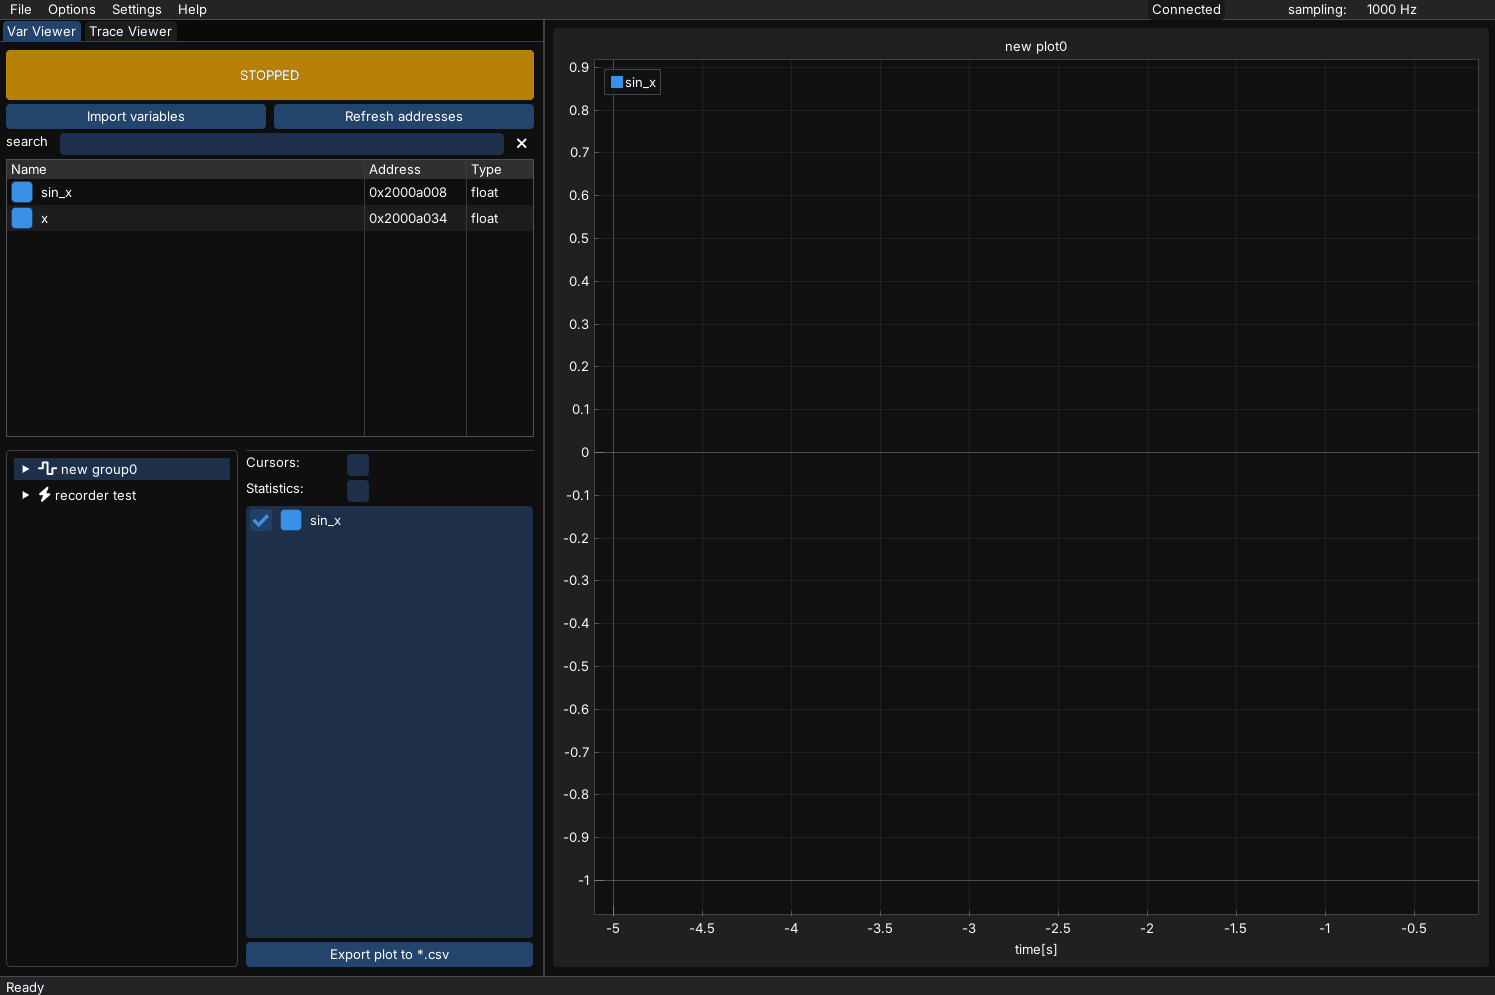 File Options Settings Help Connected sampling: 1000 Hz
Var Viewer Trace Viewer
STOPPED
Import variables Refresh addresses
search
Name Address Type
sin_x 0x2000a008 float
x 0x2000a034 float
new group0
recorder test
Cursors:
Statistics:
sin_x
Export plot to *.csv
new plot0
sin_x
0.9
0.8
0.7
0.6
0.5
0.4
0.3
0.2
0.1
0
-0.1
-0.2
-0.3
-0.4
-0.5
-0.6
-0.7
-0.8
-0.9
-1
-5 -4.5 -4 -3.5 -3 -2.5 -2 -1.5 -1 -0.5
time[s]
Ready